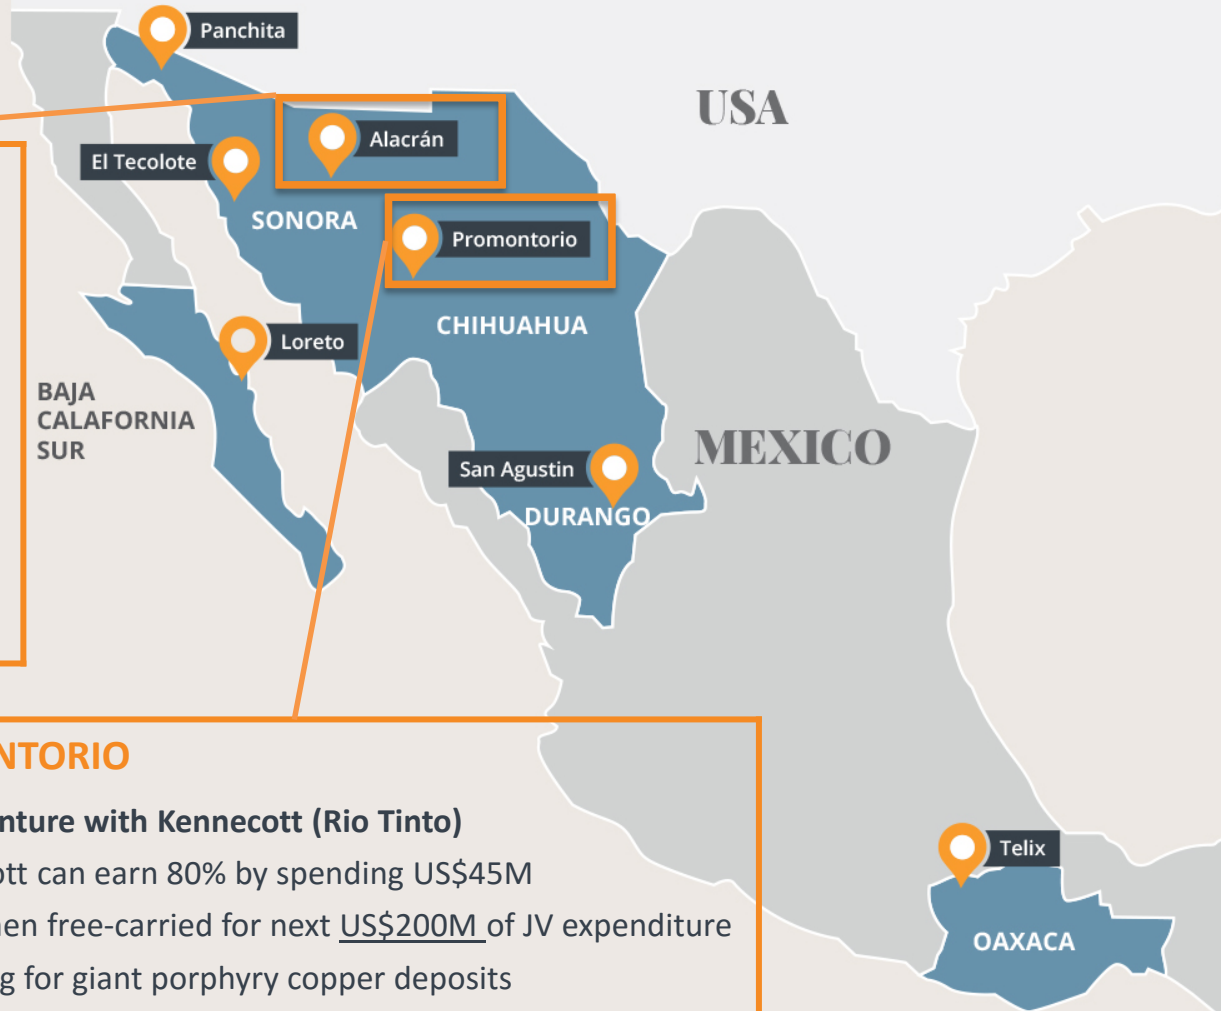 Panchita
USA
Alacrán
El Tecolote
SONORA
Promontorio
CHIHUAHUA
Loreto
BAJA
CALAFORNIA
SUR
MEXICO
San Agustin
DURANGO
NTORIO
nture with Kennecott (Rio Tinto)
ott can earn 80% by spending US$45M
hen free-carried for next US$200M of JV expenditure
g for giant porphyry copper deposits
Telix
OAXACA